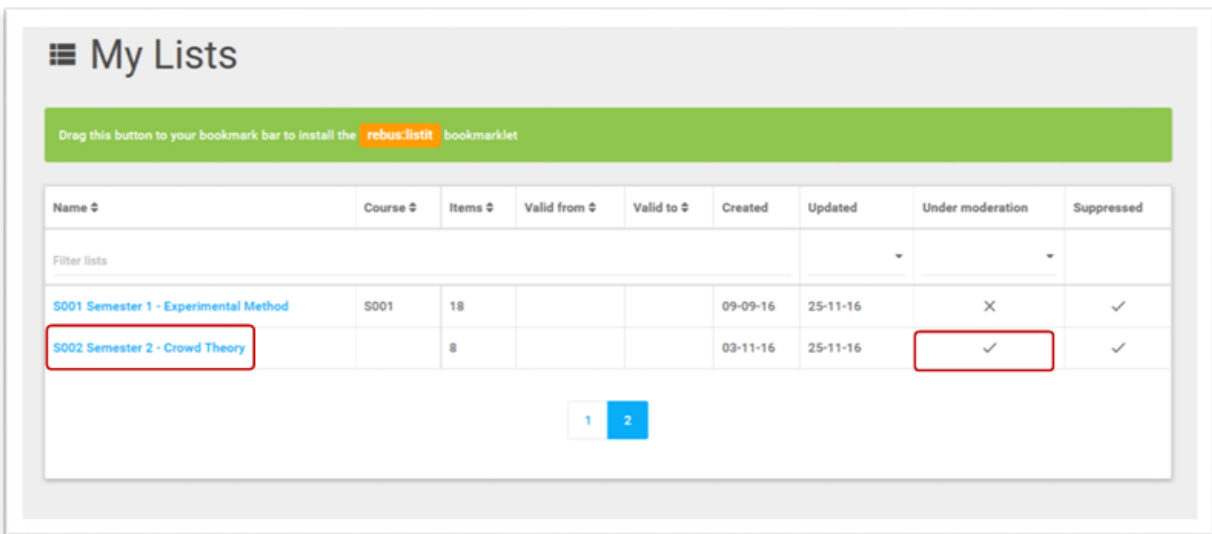 My Lists
Drag this button to your bookmark bar to install the rebus:listit bookmarklet
Name Course Items Valid from Valid to Created Updated Under moderation Suppressed
Filter lists
S001 Semester 1 - Experimental Method S001 18 09-09-16 25-11-16
S002 Semester 2 - Crowd Theory 8 03-11-16 25-11-16
1 2